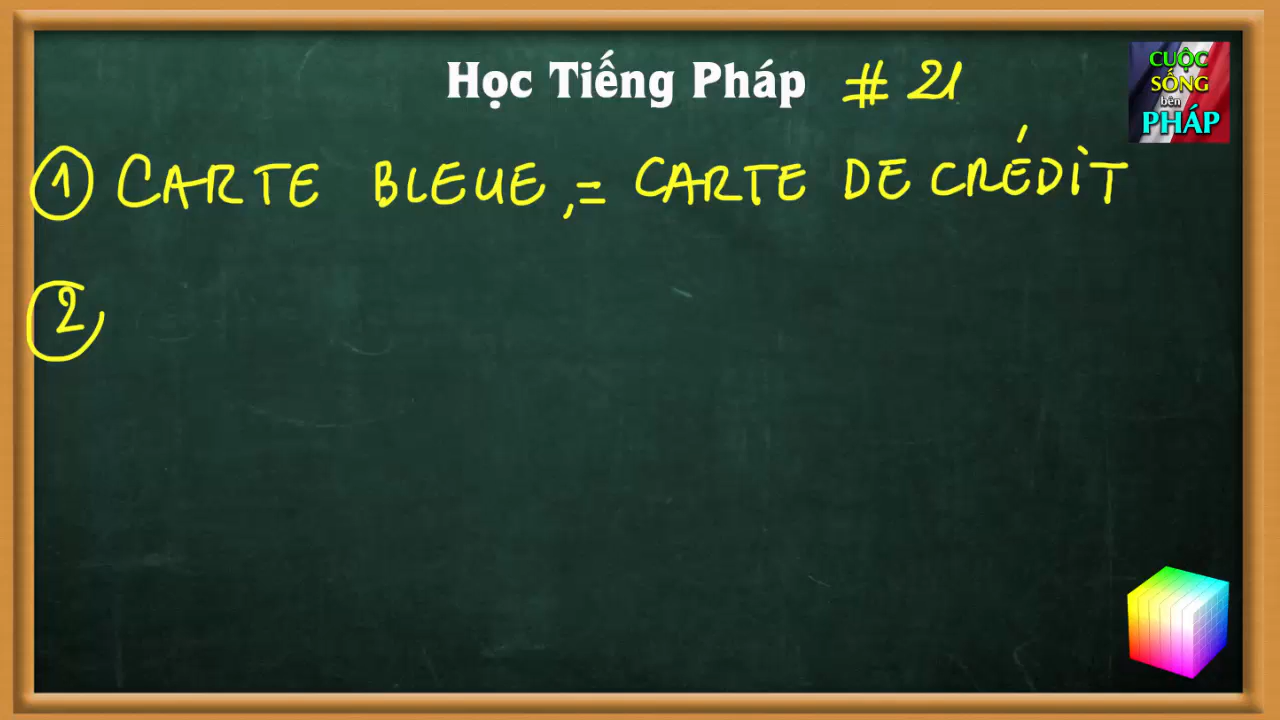 Học Tiếng Pháp # 21
CUỘC
SỐNG
bên
PHÁP
① CARTE BLEUE, = CARTE DE CRÉDIT
②